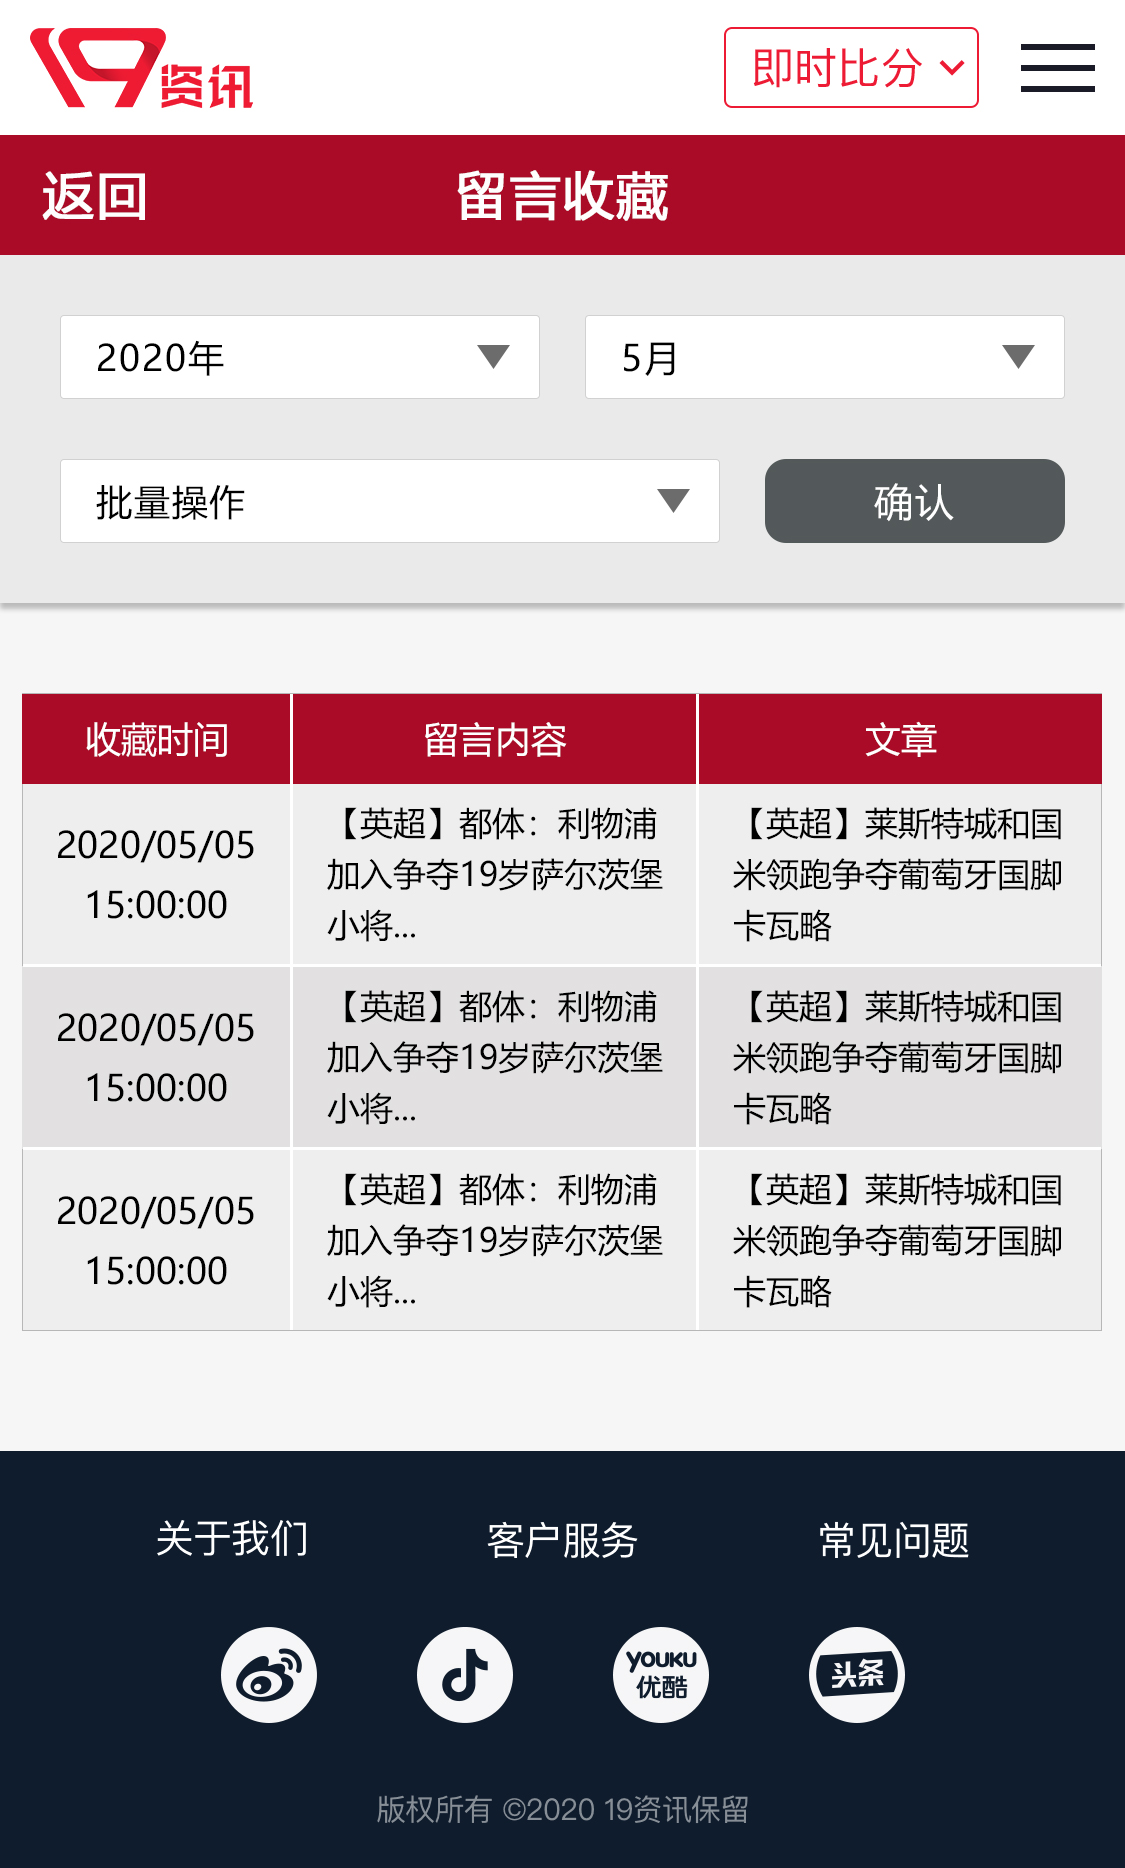 19资讯
即时比分
返回
留言收藏
2020年
5月
批量操作
确认
收藏时间
留言内容
文章
2020/05/05
15:00:00
【英超】都体：利物浦
加入争夺19岁萨尔茨堡
小将...
【英超】莱斯特城和国
米领跑争夺葡萄牙国脚
卡瓦略
2020/05/05
15:00:00
【英超】都体：利物浦
加入争夺19岁萨尔茨堡
小将...
【英超】莱斯特城和国
米领跑争夺葡萄牙国脚
卡瓦略
2020/05/05
15:00:00
【英超】都体：利物浦
加入争夺19岁萨尔茨堡
小将...
【英超】莱斯特城和国
米领跑争夺葡萄牙国脚
卡瓦略
关于我们
客户服务
常见问题
YOUKU
优酷
头条
版权所有 ©2020 19资讯保留